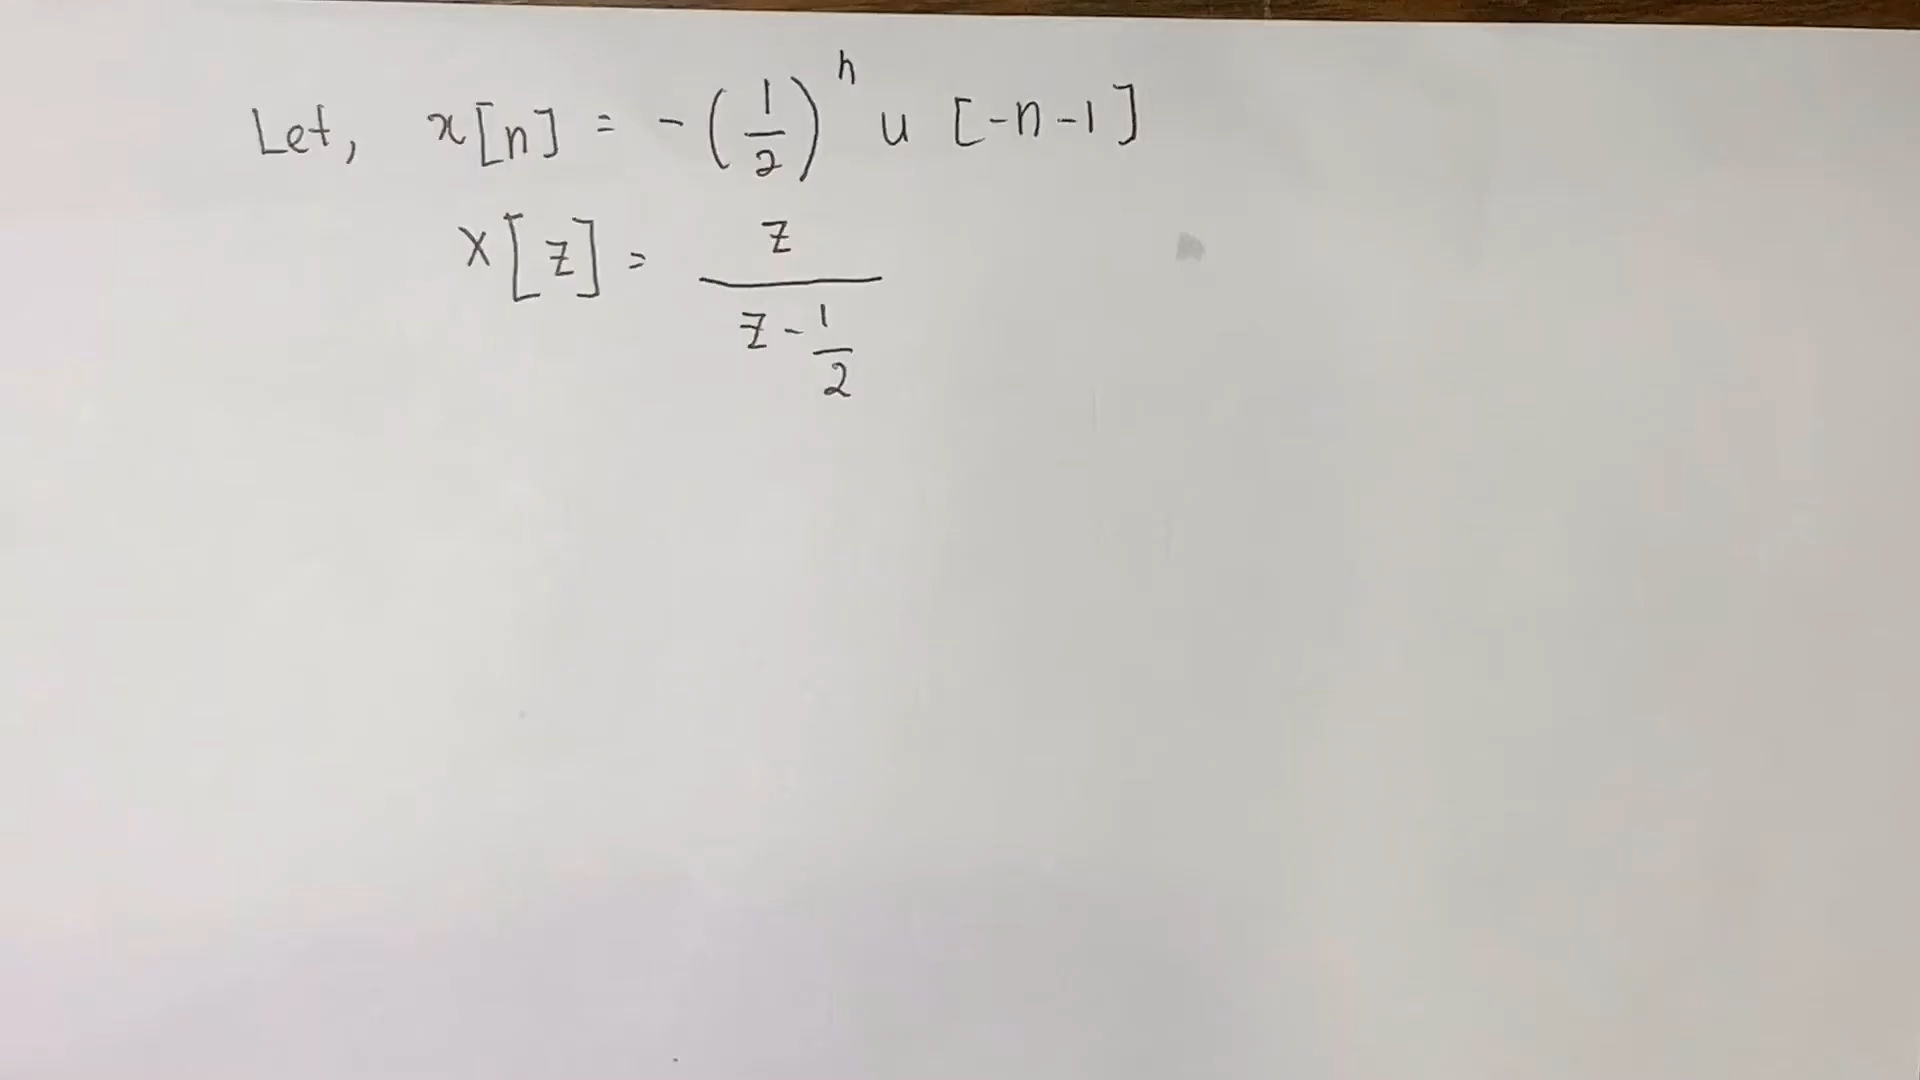 Let, x[n] = -(1/2)^n u [-n-1]
X[z] = z / (z - 1/2)